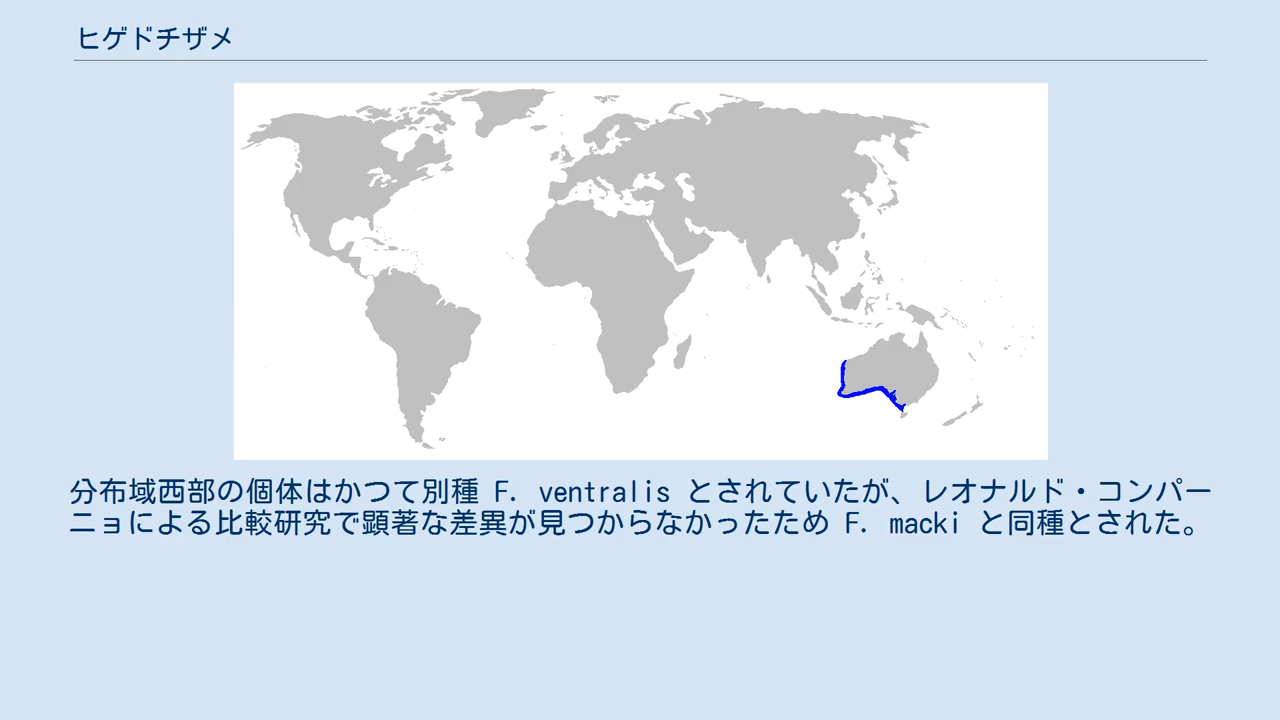 ヒゲドチザメ
分布域西部の個体はかつて別種 F. ventralis とされていたが、レオナルド・コンパー
ニョによる比較研究で顕著な差異が見つからなかったため F. macki と同種とされた。